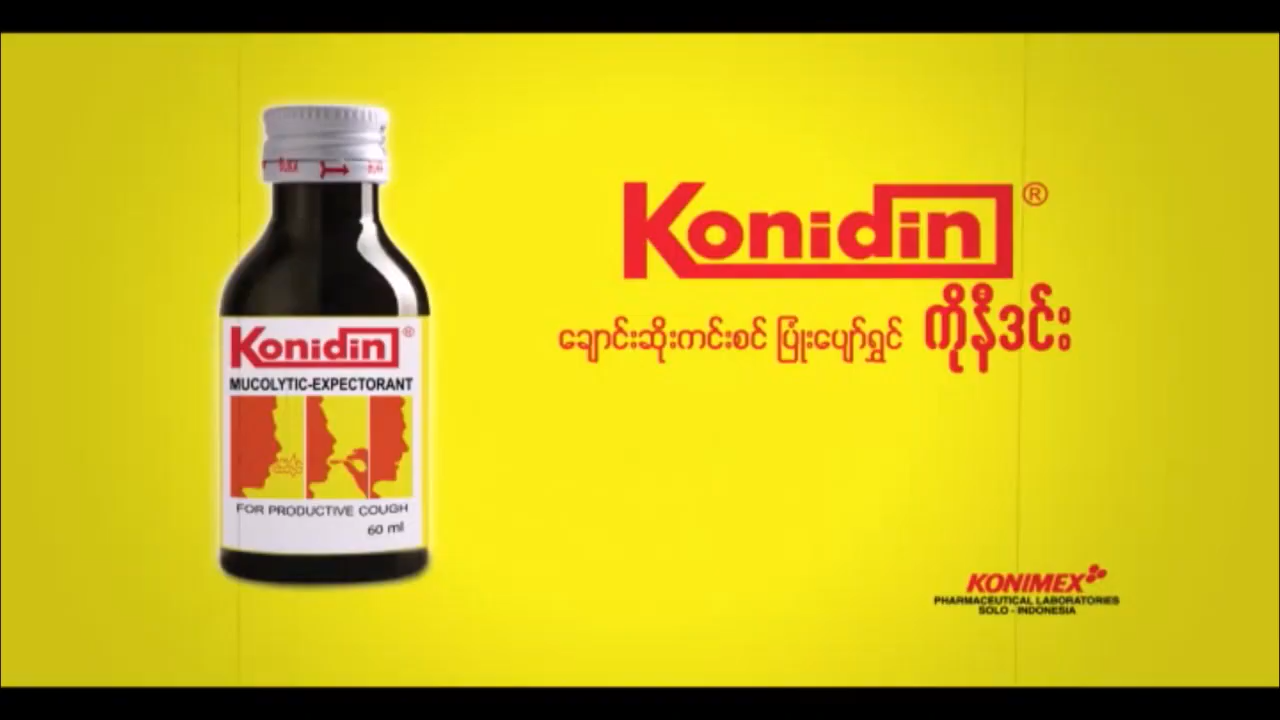 BUKA
Konidin®
MUCOLYTIC-EXPECTORANT
FOR PRODUCTIVE COUGH
60 ml
Konidin®
ချောင်းဆိုးကင်းစင် ပြုံးပျော်ရွှင် ကိုနီဒင်း
KONIMEX
PHARMACEUTICAL LABORATORIES
SOLO - INDONESIA